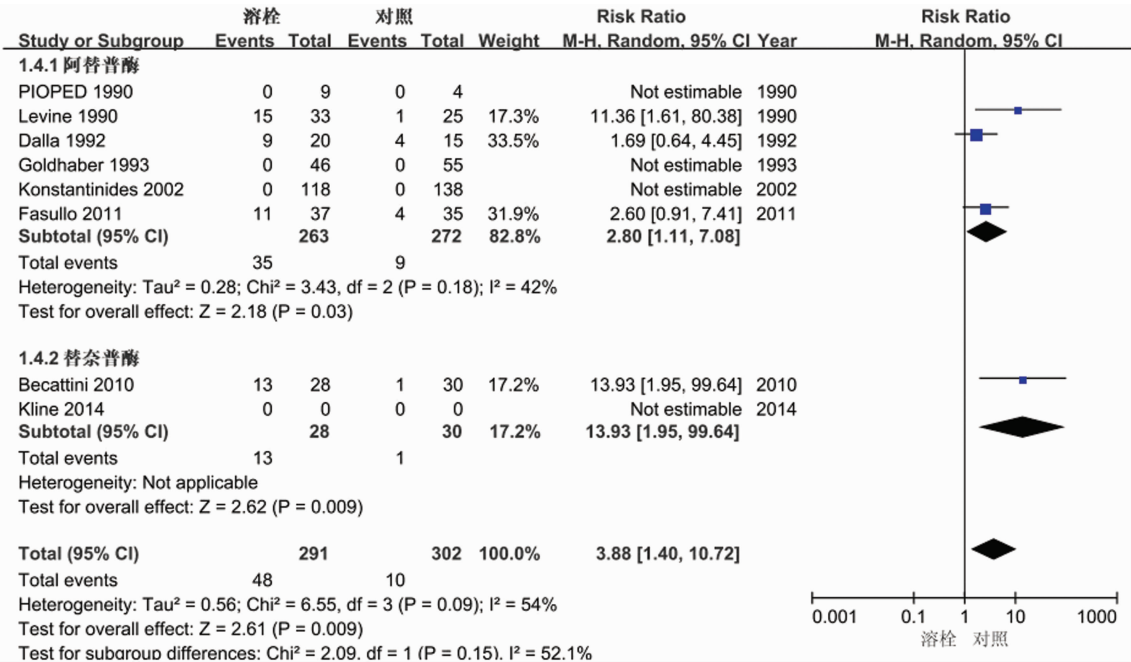 溶栓 对照 Risk Ratio Risk Ratio
Study or Subgroup Events Total Events Total Weight M-H, Random, 95% CI Year M-H, Random, 95% CI
1.4.1 阿替普酶
PIOPED 1990 0 9 0 4 Not estimable 1990
Levine 1990 15 33 1 25 17.3% 11.36 [1.61, 80.38] 1990
Dalla 1992 9 20 4 15 33.5% 1.69 [0.64, 4.45] 1992
Goldhaber 1993 0 46 0 55 Not estimable 1993
Konstantinides 2002 0 118 0 138 Not estimable 2002
Fasullo 2011 11 37 4 35 31.9% 2.60 [0.91, 7.41] 2011
Subtotal (95% CI) 263 272 82.8% 2.80 [1.11, 7.08]
Total events 35 9
Heterogeneity: Tau² = 0.28; Chi² = 3.43, df = 2 (P = 0.18); I² = 42%
Test for overall effect: Z = 2.18 (P = 0.03)
1.4.2 替奈普酶
Becattini 2010 13 28 1 30 17.2% 13.93 [1.95, 99.64] 2010
Kline 2014 0 0 0 0 Not estimable 2014
Subtotal (95% CI) 28 30 17.2% 13.93 [1.95, 99.64]
Total events 13 1
Heterogeneity: Not applicable
Test for overall effect: Z = 2.62 (P = 0.009)
Total (95% CI) 291 302 100.0% 3.88 [1.40, 10.72]
Total events 48 10
Heterogeneity: Tau² = 0.56; Chi² = 6.55, df = 3 (P = 0.09); I² = 54%
Test for overall effect: Z = 2.61 (P = 0.009)
Test for subgroup differences: Chi² = 2.09, df = 1 (P = 0.15), I² = 52.1%
0.001 0.1 1 10 1000
溶栓 对照